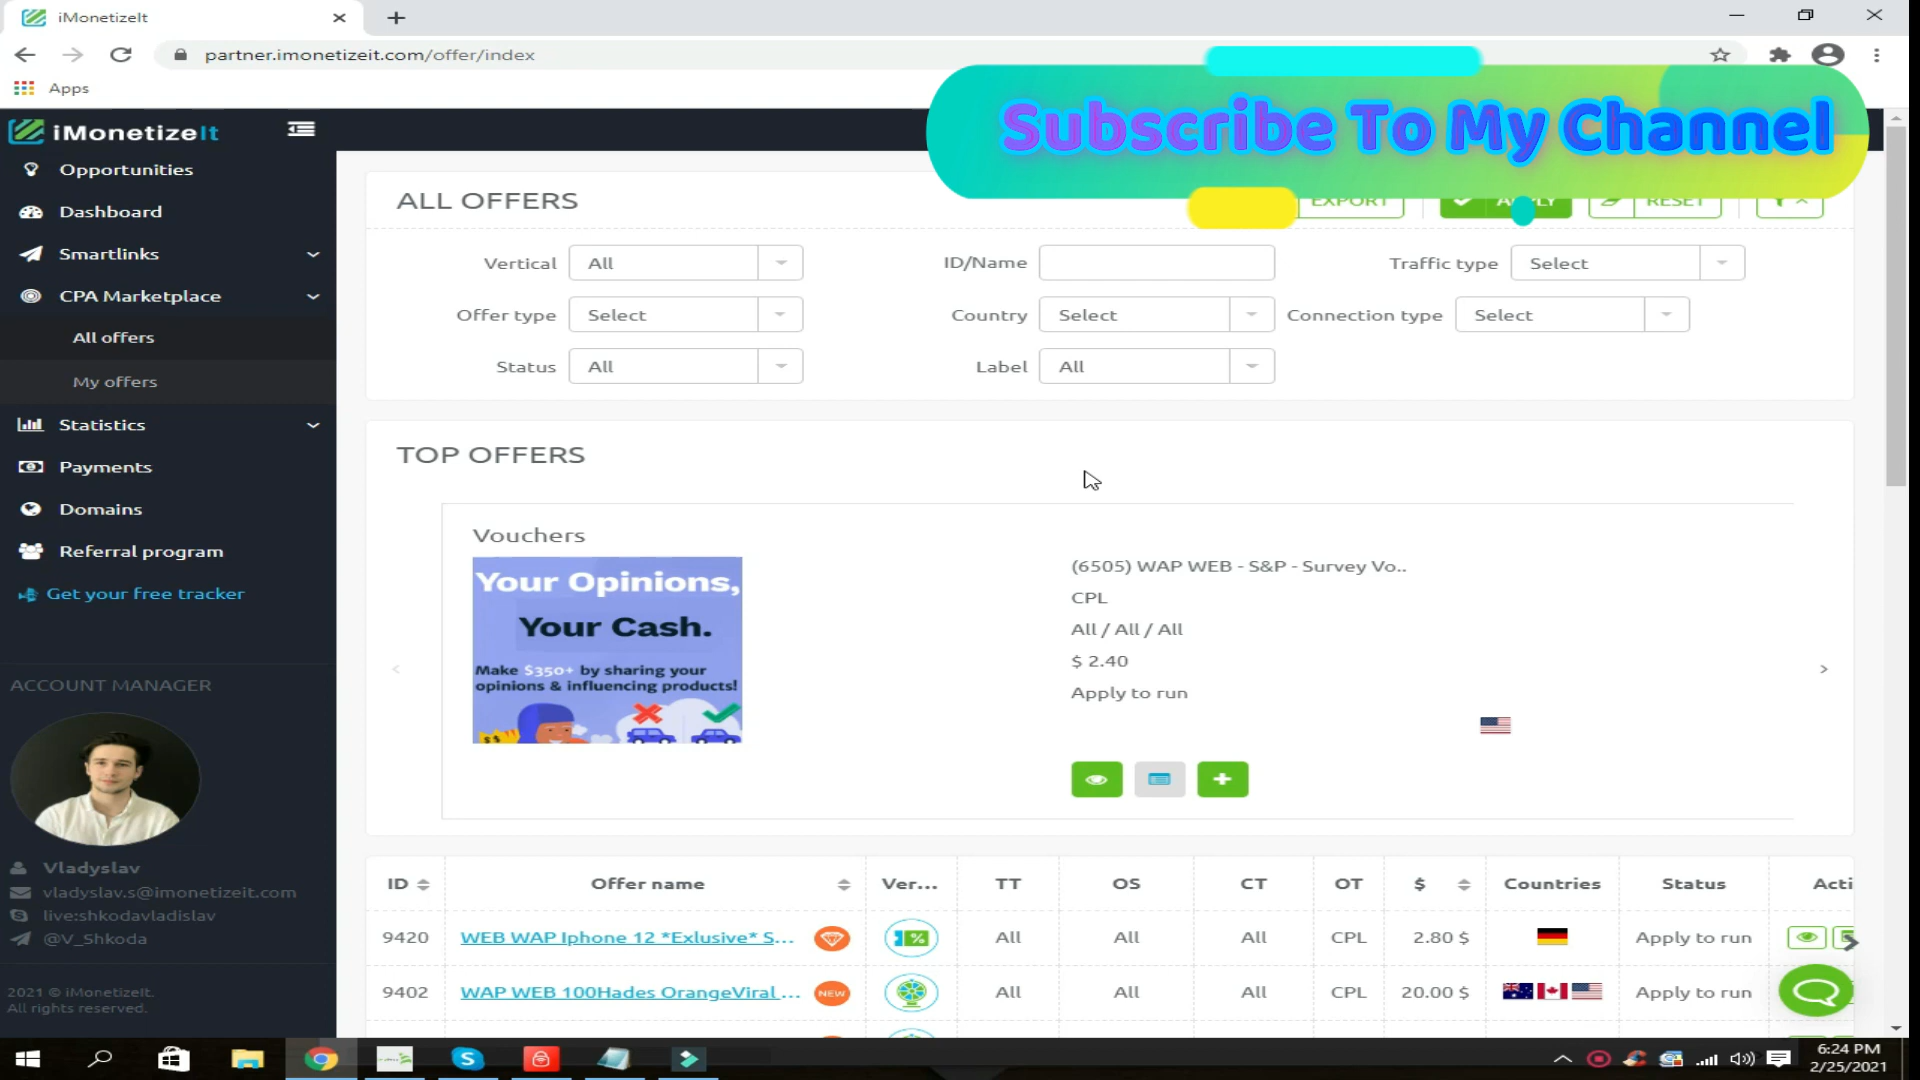 iMonetizeIt
partner.imonetizeit.com/offer/index
Apps
Subscribe To My Channel
iMonetizeIt
Opportunities
Dashboard
Smartlinks
CPA Marketplace
All offers
My offers
Statistics
Payments
Domains
Referral program
Get your free tracker
ACCOUNT MANAGER
Vladyslav
vladyslav.s@imonetizeit.com
live:shkodavladislav
@V_Shkoda
2021 © iMonetizeIt.
All rights reserved.
ALL OFFERS
EXPORT APPLY RESET
Vertical All ID/Name Traffic type Select
Offer type Select Country Select Connection type Select
Status All Label All
TOP OFFERS
Vouchers
Your Opinions,
Your Cash.
Make $350+ by sharing your
opinions & influencing products!
(6505) WAP WEB - S&P - Survey Vo..
CPL
All / All / All
$ 2.40
Apply to run
ID Offer name Ver... TT OS CT OT $ Countries Status Acti
9420 WEB WAP Iphone 12 *Exlusive* S... All All All CPL 2.80 $ Apply to run
9402 WAP WEB 100Hades OrangeViral ... NEW All All All CPL 20.00 $ Apply to run
6:24 PM
2/25/2021